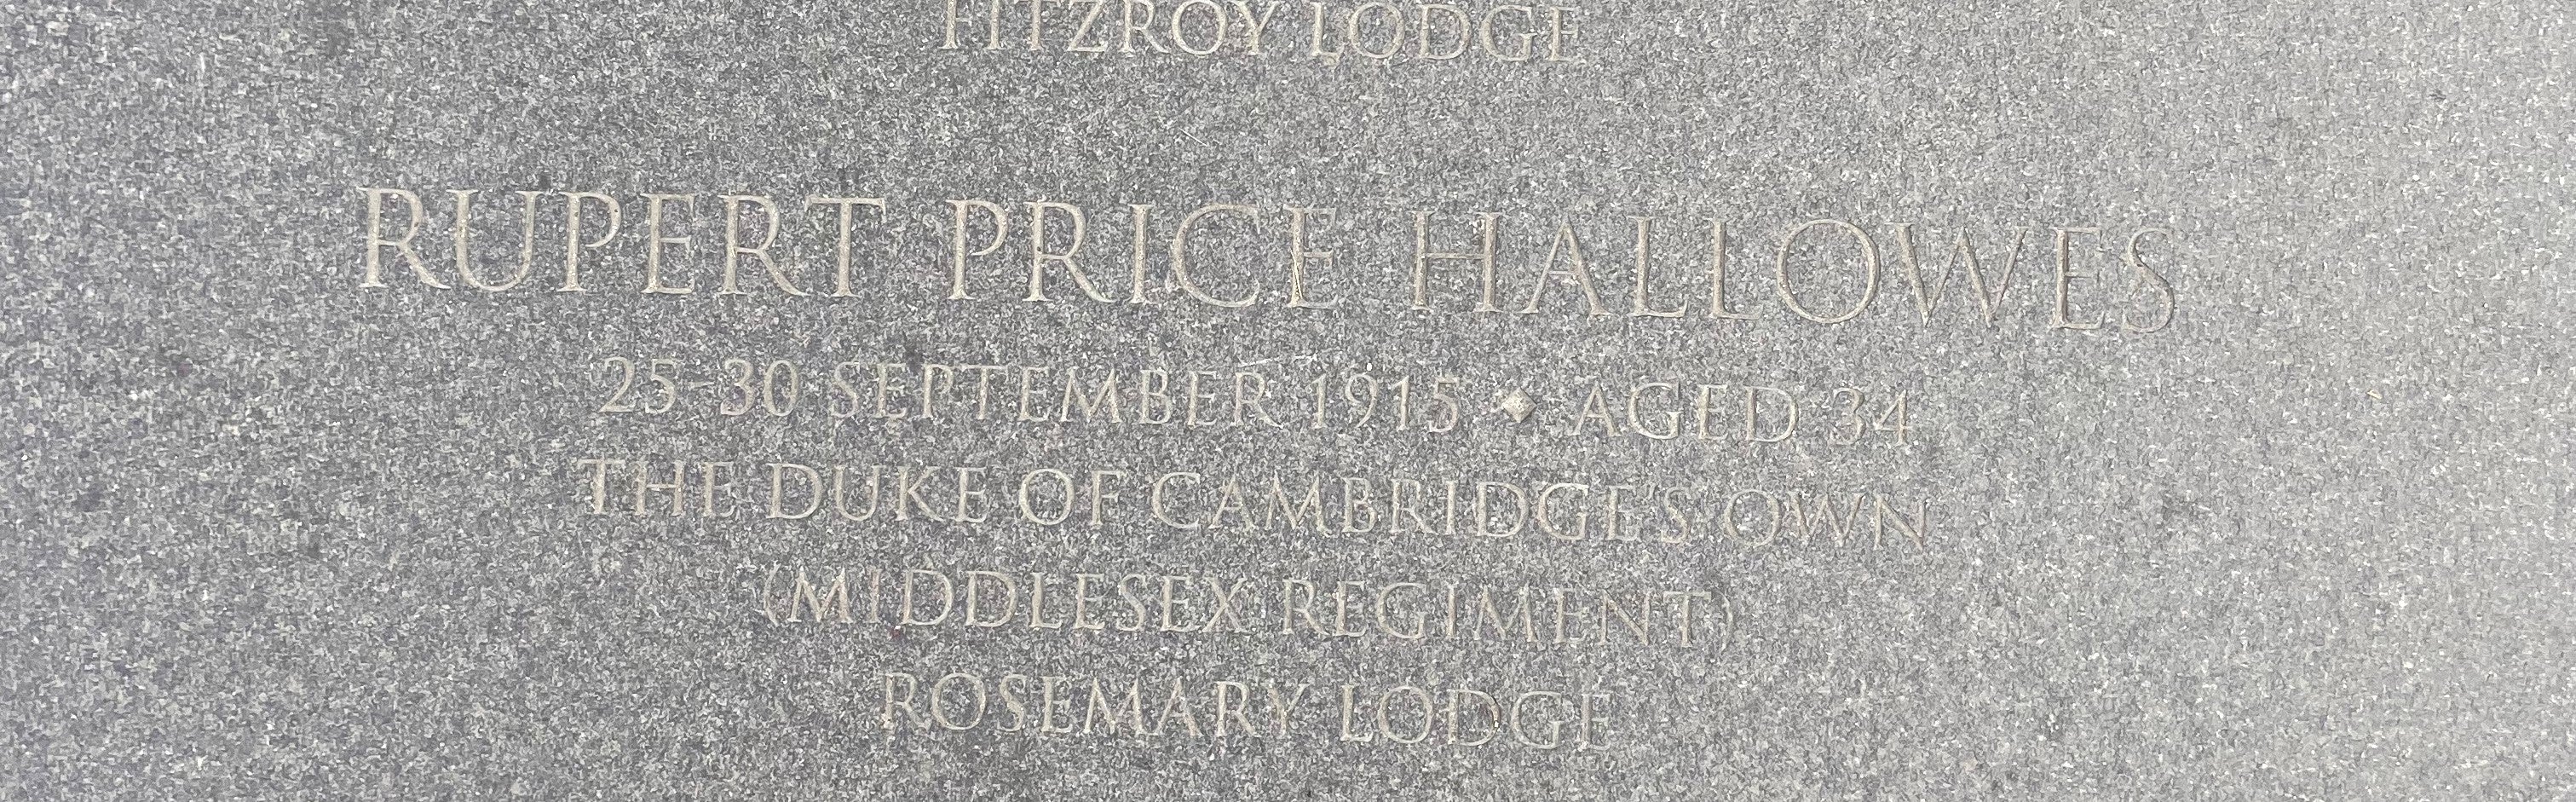 FITZROY LODGE
RUPERT PRICE HALLOWES
25-30 SEPTEMBER 1915 ◆ AGED 34
THE DUKE OF CAMBRIDGE'S OWN
(MIDDLESEX REGIMENT)
ROSEMARY LODGE